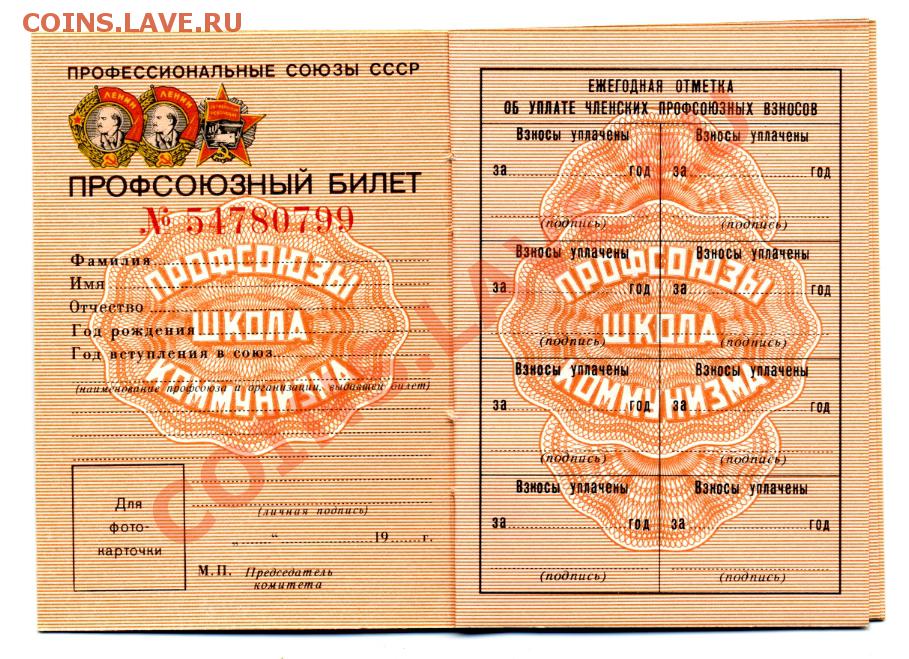 COINS.LAVE.RU
ПРОФЕССИОНАЛЬНЫЕ СОЮЗЫ СССР
ЛЕНИН ЛЕНИН
ПРОФСОЮЗНЫЙ БИЛЕТ
№ 54780799
ПРОФСОЮЗЫ
ШКОЛА
КОММУНИЗМА
Фамилия
Имя
Отчество
Год рождения
Год вступления в союз
(наименование профсоюза и организации, выдавшей билет)
Для
фото-
карточки
(личная подпись)
„ “ 19 г.
М.П. Председатель
комитета
ЕЖЕГОДНАЯ ОТМЕТКА
ОБ УПЛАТЕ ЧЛЕНСКИХ ПРОФСОЮЗНЫХ ВЗНОСОВ
Взносы уплачены Взносы уплачены
за год за год
(подпись) (подпись)
Взносы уплачены Взносы уплачены
за год за год
(подпись) (подпись)
Взносы уплачены Взносы уплачены
за год за год
(подпись) (подпись)
Взносы уплачены Взносы уплачены
за год за год
(подпись) (подпись)
ПРОФСОЮЗЫ
ШКОЛА
КОММУНИЗМА
COINS.LAVE.RU